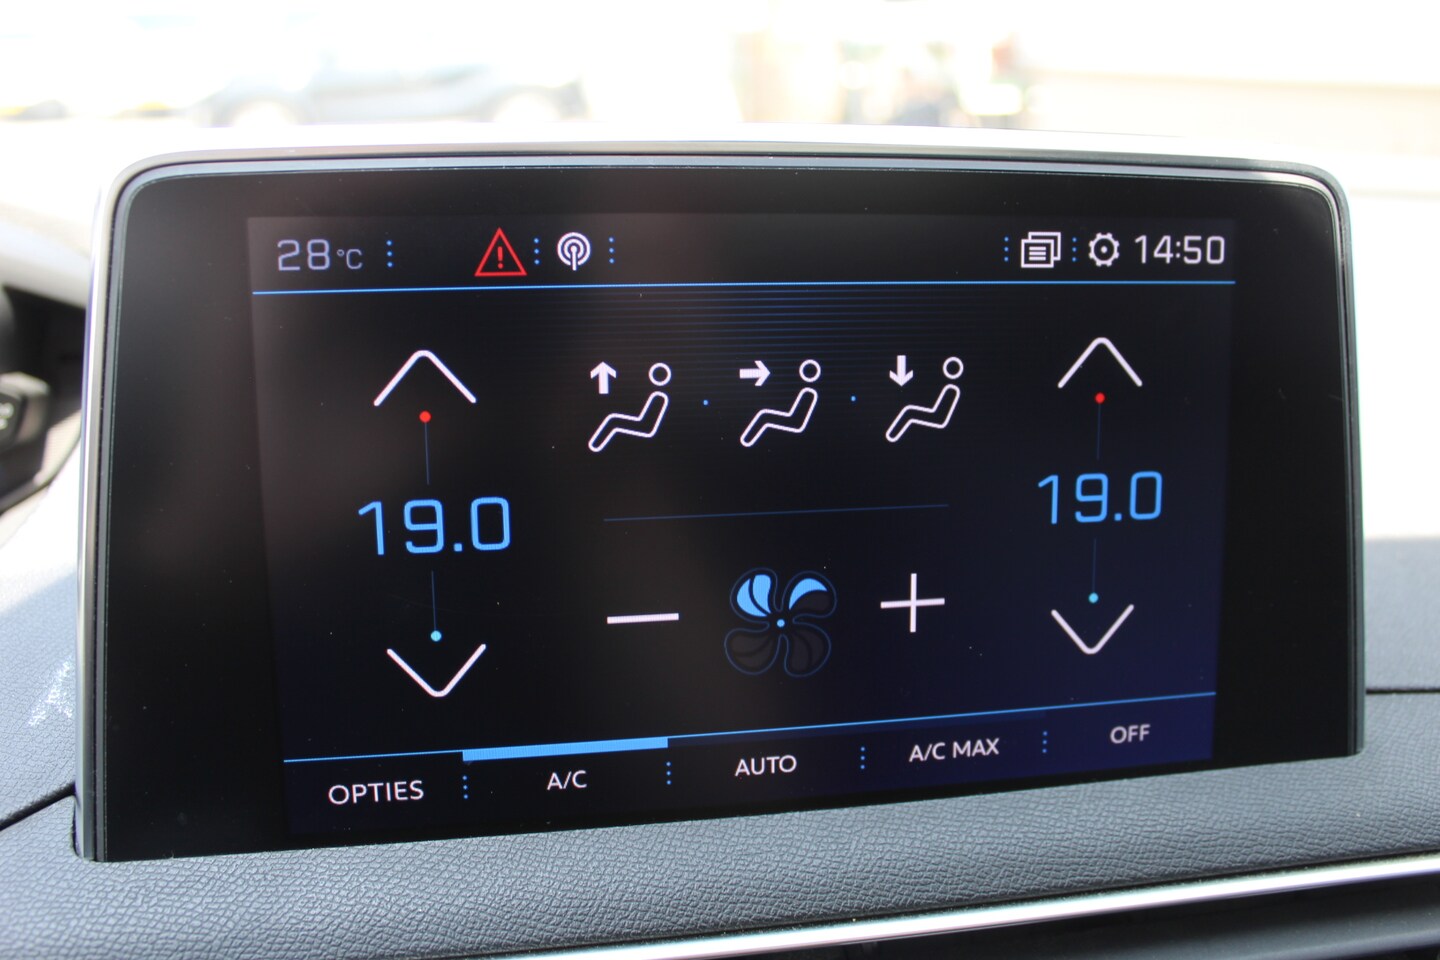 28°C
14:50
19.0
19.0
OPTIES
A/C
AUTO
A/C MAX
OFF